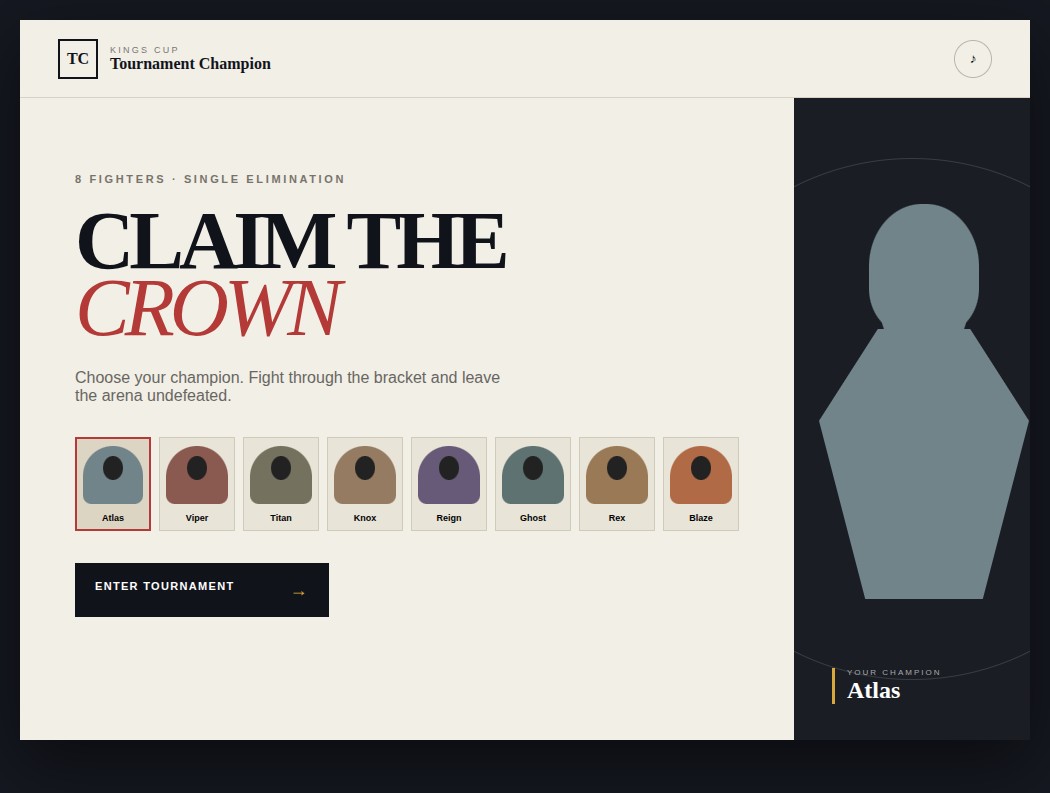 TC
KINGS CUP
Tournament Champion
♪
8 FIGHTERS · SINGLE ELIMINATION
CLAIM THE
CROWN
Choose your champion. Fight through the bracket and leave
the arena undefeated.
Atlas Viper Titan Knox Reign Ghost Rex Blaze
ENTER TOURNAMENT →
YOUR CHAMPION
Atlas